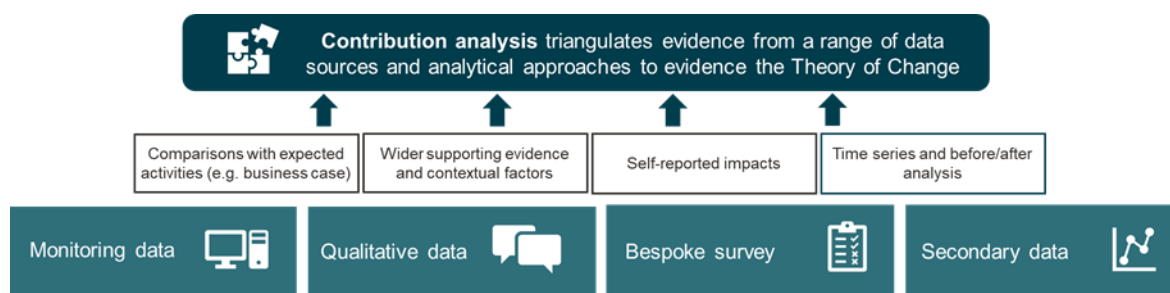 Contribution analysis triangulates evidence from a range of data
sources and analytical approaches to evidence the Theory of Change
Comparisons with expected
activities (e.g. business case)
Wider supporting evidence
and contextual factors
Self-reported impacts
Time series and before/after
analysis
Monitoring data
Qualitative data
Bespoke survey
Secondary data